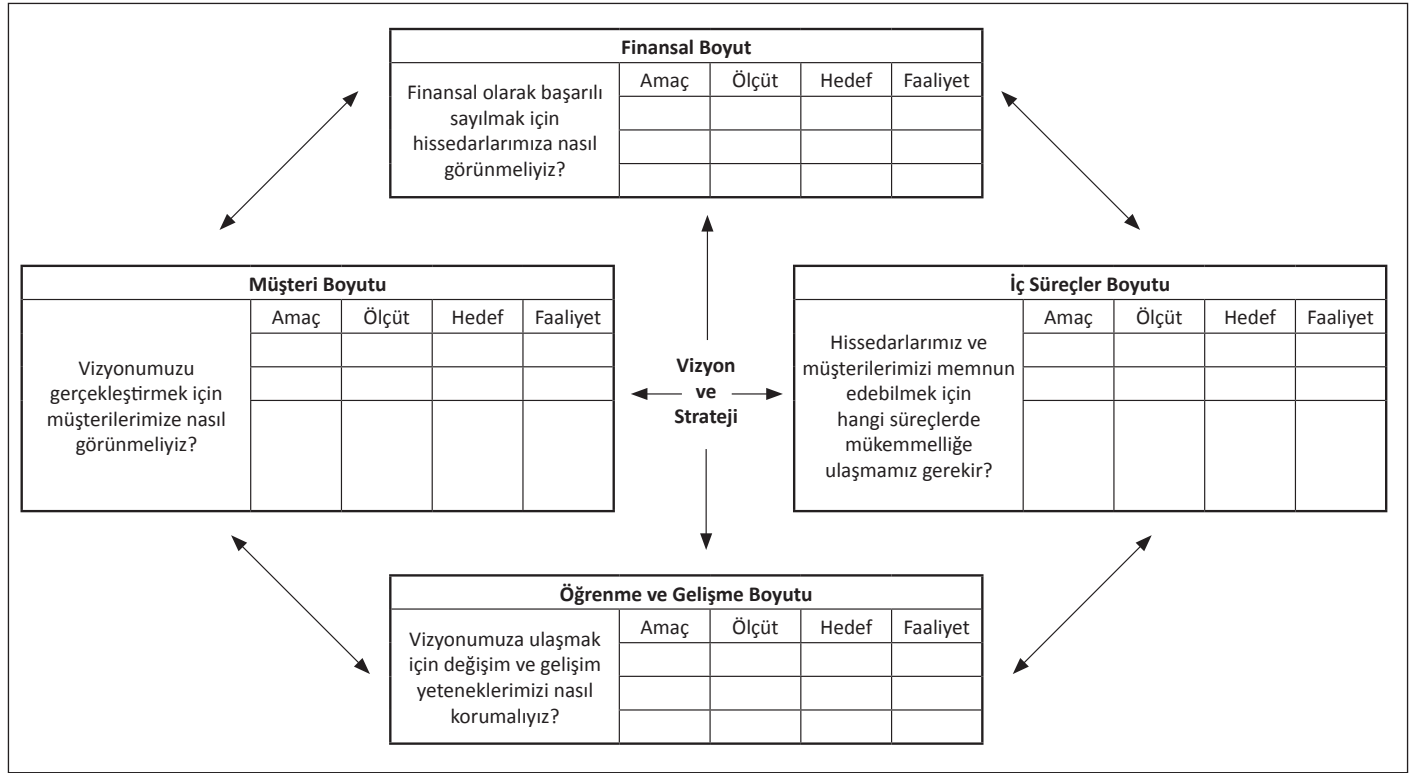 Finansal Boyut
Finansal olarak başarılı
sayılmak için
hissedarlarımıza nasıl
görünmeliyiz?
Amaç Ölçüt Hedef Faaliyet
Müşteri Boyutu
Vizyonumuzu
gerçekleştirmek için
müşterilerimize nasıl
görünmeliyiz?
Amaç Ölçüt Hedef Faaliyet
Vizyon
ve
Strateji
İç Süreçler Boyutu
Hissedarlarımız ve
müşterilerimizi memnun
edebilmek için
hangi süreçlerde
mükemmelliğe
ulaşmamız gerekir?
Amaç Ölçüt Hedef Faaliyet
Öğrenme ve Gelişme Boyutu
Vizyonumuza ulaşmak
için değişim ve gelişim
yeteneklerimizi nasıl
korumalıyız?
Amaç Ölçüt Hedef Faaliyet